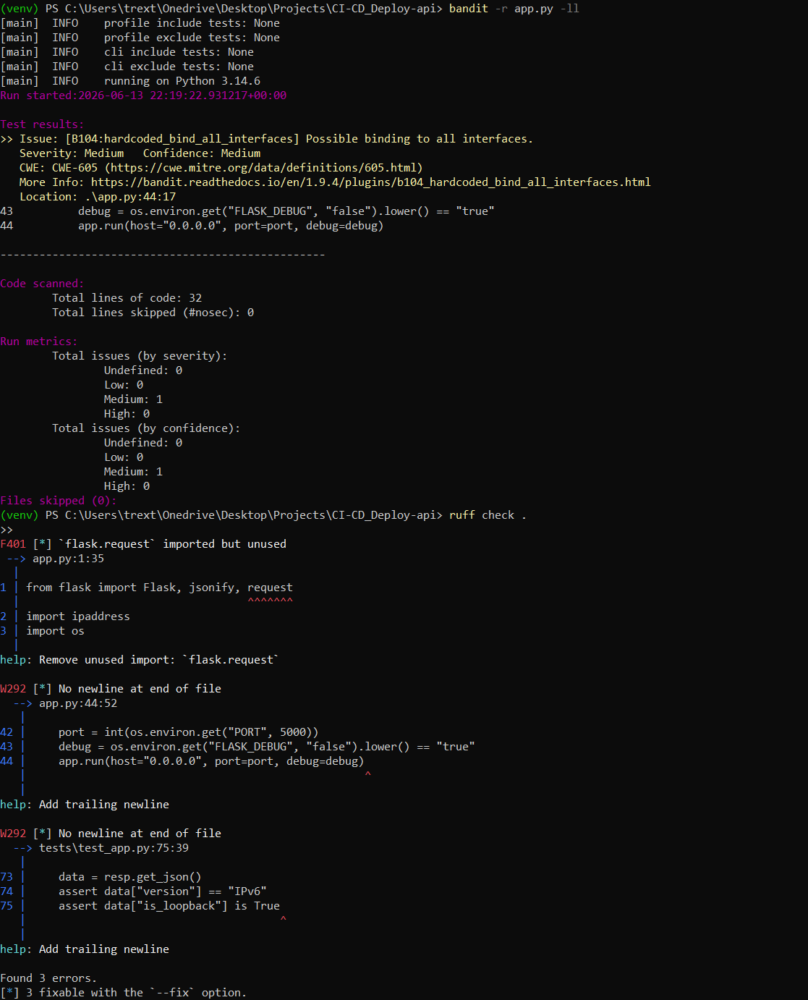 (venv) PS C:\Users\trext\Onedrive\Desktop\Projects\CI-CD_Deploy-api> bandit -r app.py -ll
[main]  INFO    profile include tests: None
[main]  INFO    profile exclude tests: None
[main]  INFO    cli include tests: None
[main]  INFO    cli exclude tests: None
[main]  INFO    running on Python 3.14.6
Run started:2026-06-13 22:19:22.931217+00:00

Test results:
>> Issue: [B104:hardcoded_bind_all_interfaces] Possible binding to all interfaces.
   Severity: Medium   Confidence: Medium
   CWE: CWE-605 (https://cwe.mitre.org/data/definitions/605.html)
   More Info: https://bandit.readthedocs.io/en/1.9.4/plugins/b104_hardcoded_bind_all_interfaces.html
   Location: .\app.py:44:17
43          debug = os.environ.get("FLASK_DEBUG", "false").lower() == "true"
44          app.run(host="0.0.0.0", port=port, debug=debug)

--------------------------------------------------

Code scanned:
        Total lines of code: 32
        Total lines skipped (#nosec): 0

Run metrics:
        Total issues (by severity):
                Undefined: 0
                Low: 0
                Medium: 1
                High: 0
        Total issues (by confidence):
                Undefined: 0
                Low: 0
                Medium: 1
                High: 0
Files skipped (0):
(venv) PS C:\Users\trext\Onedrive\Desktop\Projects\CI-CD_Deploy-api> ruff check .
>>
F401 [*] `flask.request` imported but unused
 --> app.py:1:35
  |
1 | from flask import Flask, jsonify, request
  |                                   ^^^^^^^
2 | import ipaddress
3 | import os
  |
help: Remove unused import: `flask.request`

W292 [*] No newline at end of file
  --> app.py:44:52
   |
42 |     port = int(os.environ.get("PORT", 5000))
43 |     debug = os.environ.get("FLASK_DEBUG", "false").lower() == "true"
44 |     app.run(host="0.0.0.0", port=port, debug=debug)
   |                                                    ^
   |
help: Add trailing newline

W292 [*] No newline at end of file
  --> tests\test_app.py:75:39
   |
73 |     data = resp.get_json()
74 |     assert data["version"] == "IPv6"
75 |     assert data["is_loopback"] is True
   |                                       ^
   |
help: Add trailing newline

Found 3 errors.
[*] 3 fixable with the `--fix` option.